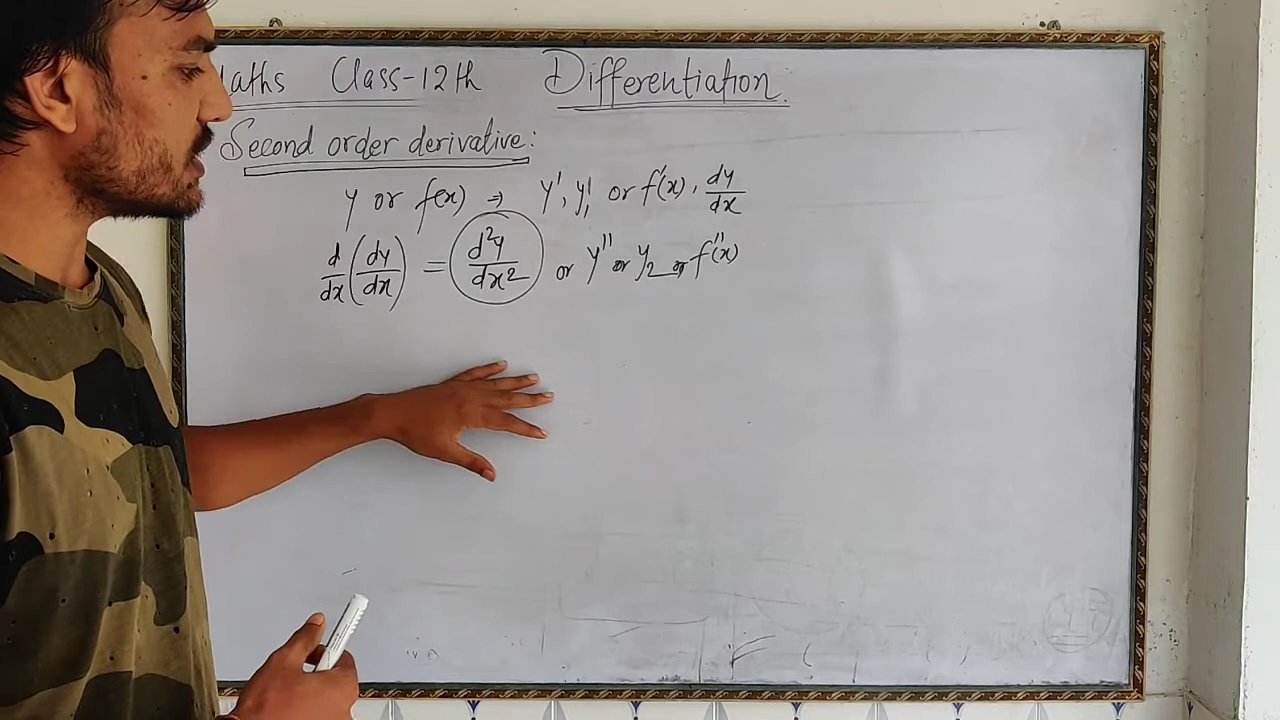 aths Class-12th Differentiation
Second order derivative:
y or f(x) ⇒ y', y₁' or f'(x), dy/dx
d/dx(dy/dx) = d²y/dx² or y'' or y₂ or f''(x)